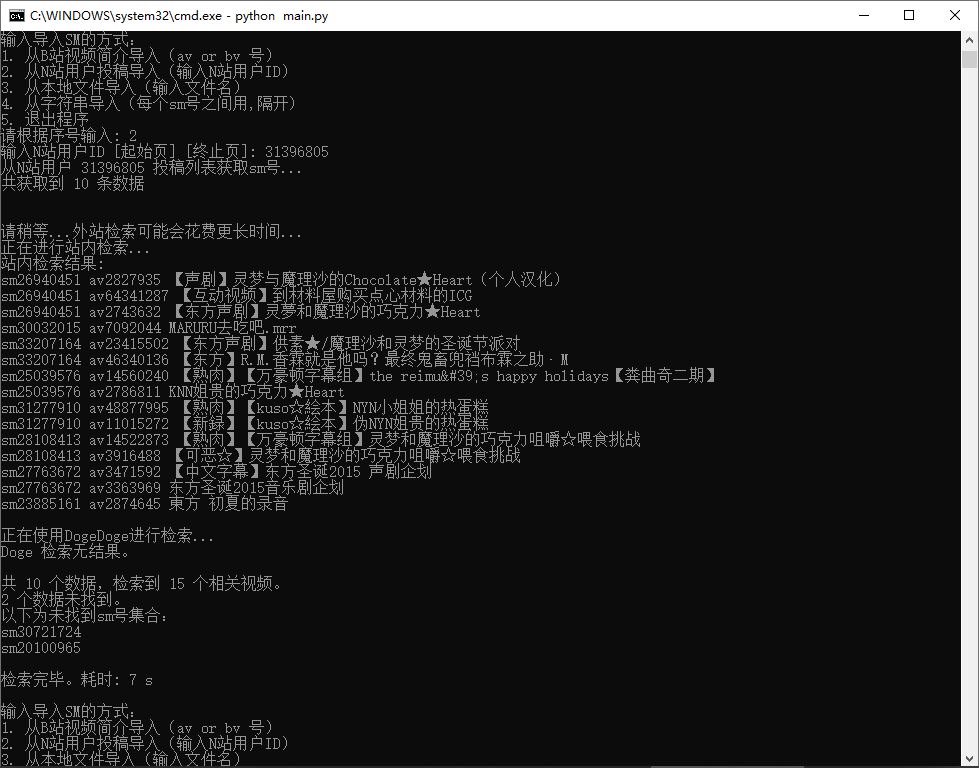 C:\WINDOWS\system32\cmd.exe - python  main.py
输入导入SM的方式:
1. 从B站视频简介导入 (av or bv 号)
2. 从N站用户投稿导入 (输入N站用户ID)
3. 从本地文件导入 (输入文件名)
4. 从字符串导入 (每个sm号之间用,隔开)
5. 退出程序
请根据序号输入: 2
输入N站用户ID [起始页] [终止页]: 31396805
从N站用户 31396805 投稿列表获取sm号...
共获取到 10 条数据
请稍等...外站检索可能会花费更长时间...
正在进行站内检索...
站内检索结果:
sm26940451 av2827935 【声剧】灵梦与魔理沙的Chocolate★Heart (个人汉化)
sm26940451 av64341287 【互动视频】到材料屋购买点心材料的ICG
sm26940451 av2743632 【东方声剧】灵夢和魔理沙的巧克力★Heart
sm30032015 av7092044 MARURU去吃吧.mrr
sm33207164 av23415502 【东方声剧】供素★/魔理沙和灵梦的圣诞节派对
sm33207164 av46340136 【东方】R.M.香霖就是他吗? 最终鬼畜兜裆布霖之助·M
sm25039576 av14560240 【熟肉】【万豪顿字幕组】the reimu&#39;s happy holidays【粪曲奇二期】
sm25039576 av2786811 KNN姐贵的巧克力★Heart
sm31277910 av48877995 【熟肉】【kuso☆绘本】NYN小姐姐的热蛋糕
sm31277910 av11015272 【新録】【kuso☆絵本】伪NYN姐贵的热蛋糕
sm28108413 av14522873 【熟肉】【万豪顿字幕组】灵梦和魔理沙的巧克力咀嚼☆喂食挑战
sm28108413 av3916488 【可恶☆】灵梦和魔理沙的巧克力咀嚼☆喂食挑战
sm27763672 av3471592 【中文字幕】东方圣诞2015 声剧企划
sm27763672 av3363969 东方圣诞2015音乐剧企划
sm23885161 av2874645 東方 初夏的录音
正在使用DogeDoge进行检索...
Doge 检索无结果。
共 10 个数据, 检索到 15 个相关视频。
2 个数据未找到。
以下为未找到sm号集合:
sm30721724
sm20100965
检索完毕。耗时: 7 s
输入导入SM的方式:
1. 从B站视频简介导入 (av or bv 号)
2. 从N站用户投稿导入 (输入N站用户ID)
3. 从本地文件导入 (输入文件名)